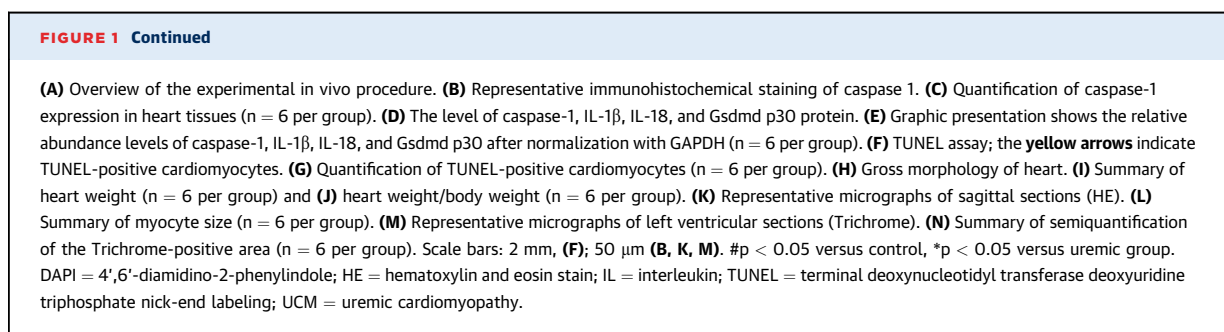 FIGURE 1 Continued
(A) Overview of the experimental in vivo procedure. (B) Representative immunohistochemical staining of caspase 1. (C) Quantification of caspase-1
expression in heart tissues (n = 6 per group). (D) The level of caspase-1, IL-1β, IL-18, and Gsdmd p30 protein. (E) Graphic presentation shows the relative
abundance levels of caspase-1, IL-1β, IL-18, and Gsdmd p30 after normalization with GAPDH (n = 6 per group). (F) TUNEL assay; the yellow arrows indicate
TUNEL-positive cardiomyocytes. (G) Quantification of TUNEL-positive cardiomyocytes (n = 6 per group). (H) Gross morphology of heart. (I) Summary of
heart weight (n = 6 per group) and (J) heart weight/body weight (n = 6 per group). (K) Representative micrographs of sagittal sections (HE). (L)
Summary of myocyte size (n = 6 per group). (M) Representative micrographs of left ventricular sections (Trichrome). (N) Summary of semiquantification
of the Trichrome-positive area (n = 6 per group). Scale bars: 2 mm, (F); 50 μm (B, K, M). #p < 0.05 versus control, *p < 0.05 versus uremic group.
DAPI = 4′,6′-diamidino-2-phenylindole; HE = hematoxylin and eosin stain; IL = interleukin; TUNEL = terminal deoxynucleotidyl transferase deoxyuridine
triphosphate nick-end labeling; UCM = uremic cardiomyopathy.